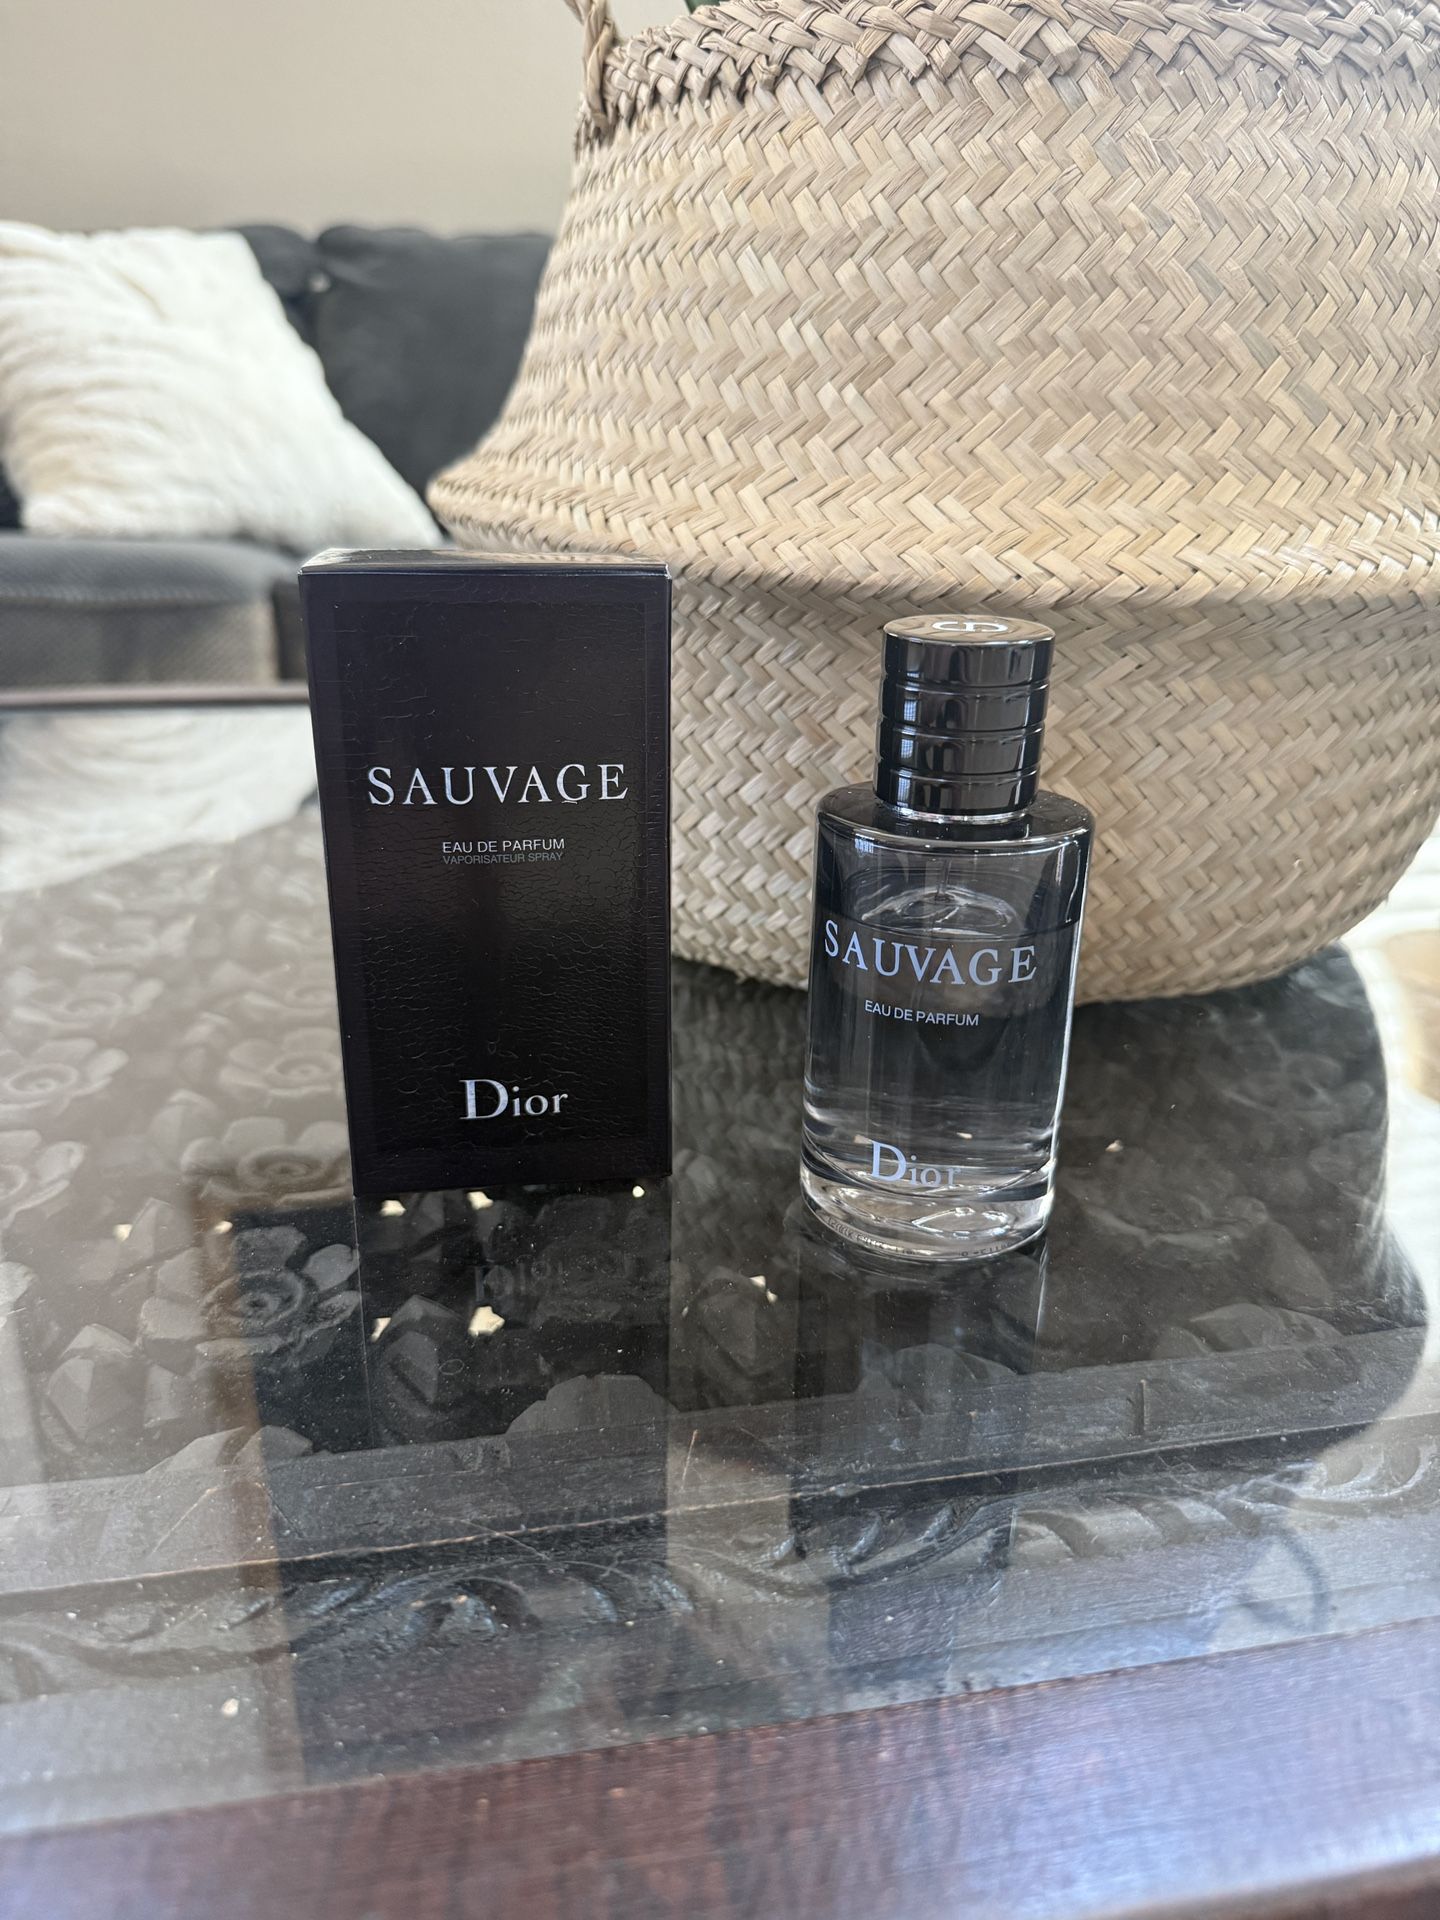 SAUVAGE
EAU DE PARFUM
VAPORISATEUR SPRAY
Dior
SAUVAGE
EAU DE PARFUM
Dior